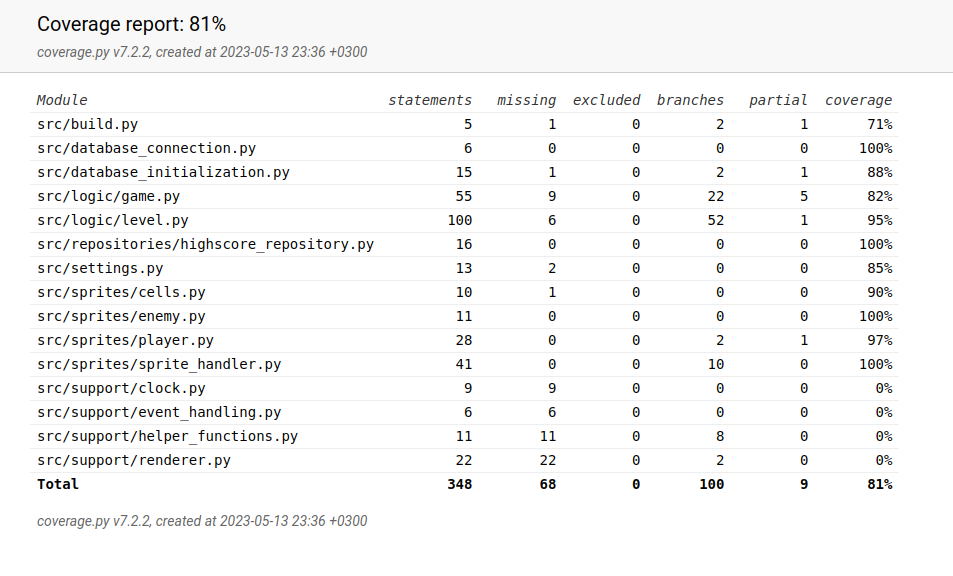 Coverage report: 81%
coverage.py v7.2.2, created at 2023-05-13 23:36 +0300
Module statements missing excluded branches partial coverage
src/build.py 5 1 0 2 1 71%
src/database_connection.py 6 0 0 0 0 100%
src/database_initialization.py 15 1 0 2 1 88%
src/logic/game.py 55 9 0 22 5 82%
src/logic/level.py 100 6 0 52 1 95%
src/repositories/highscore_repository.py 16 0 0 0 0 100%
src/settings.py 13 2 0 0 0 85%
src/sprites/cells.py 10 1 0 0 0 90%
src/sprites/enemy.py 11 0 0 0 0 100%
src/sprites/player.py 28 0 0 2 1 97%
src/sprites/sprite_handler.py 41 0 0 10 0 100%
src/support/clock.py 9 9 0 0 0 0%
src/support/event_handling.py 6 6 0 0 0 0%
src/support/helper_functions.py 11 11 0 8 0 0%
src/support/renderer.py 22 22 0 2 0 0%
Total 348 68 0 100 9 81%
coverage.py v7.2.2, created at 2023-05-13 23:36 +0300